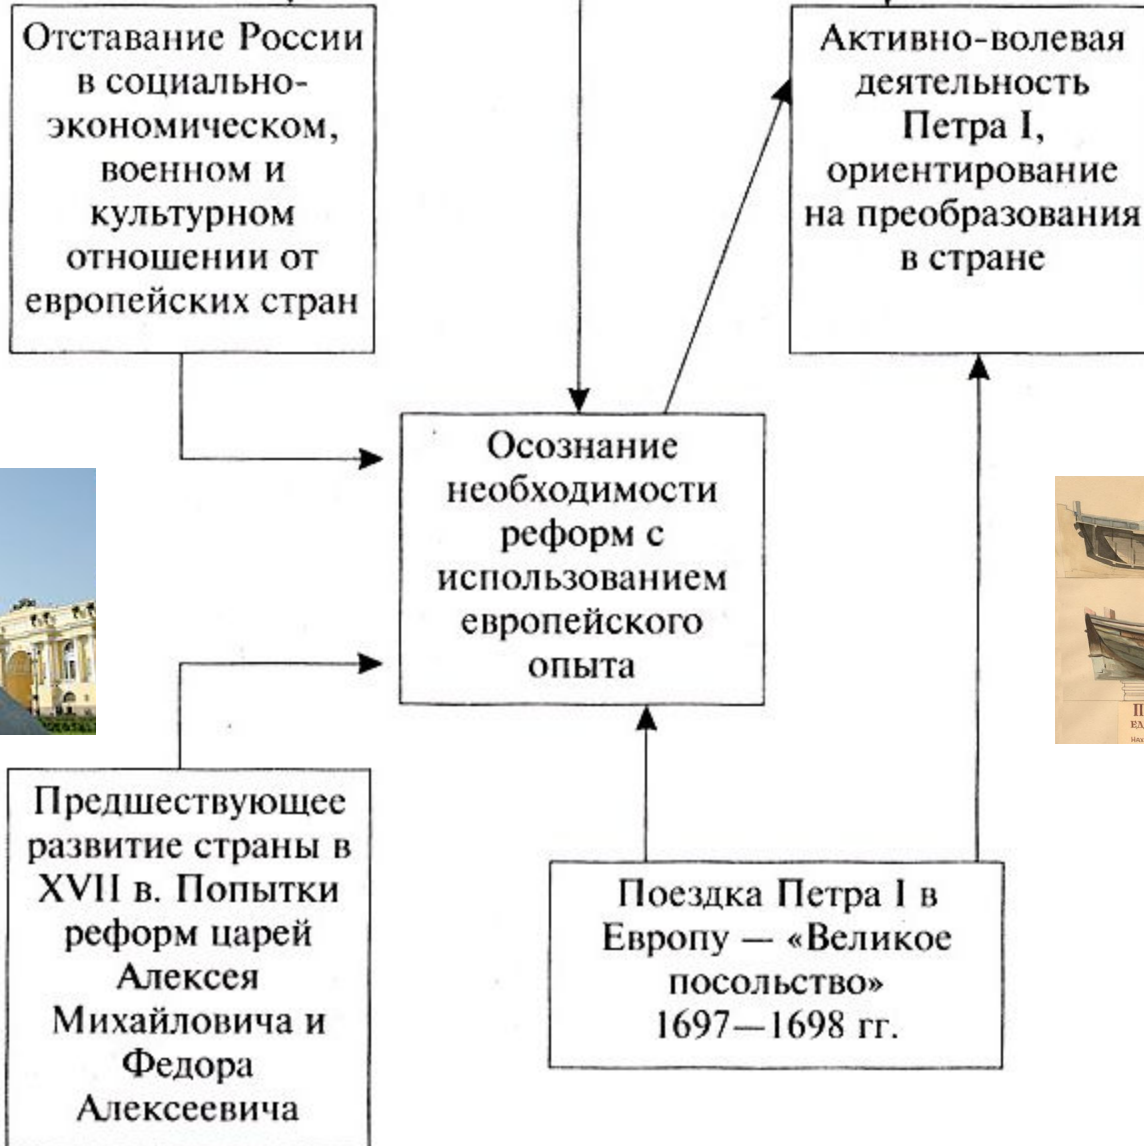 Отставание России
в социально-
экономическом,
военном и
культурном
отношении от
европейских стран
Активно-волевая
деятельность
Петра I,
ориентирование
на преобразования
в стране
Осознание
необходимости
реформ с
использованием
европейского
опыта
Предшествующее
развитие страны в
XVII в. Попытки
реформ царей
Алексея
Михайловича и
Федора
Алексеевича
Поездка Петра I в
Европу — «Великое
посольство»
1697—1698 гг.